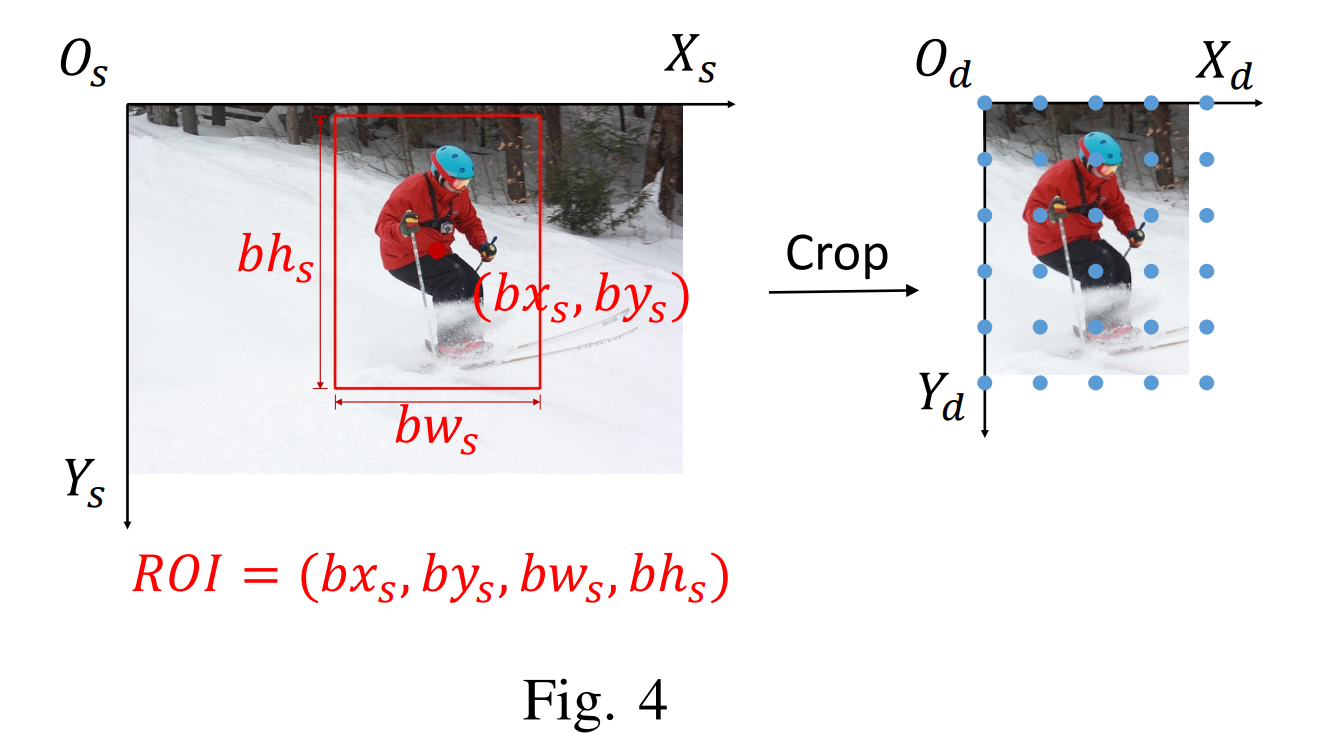 O_s
X_s
O_d
X_d
bh_s
Crop
(bx_s, by_s)
Y_d
bw_s
Y_s
ROI = (bx_s, by_s, bw_s, bh_s)
Fig. 4